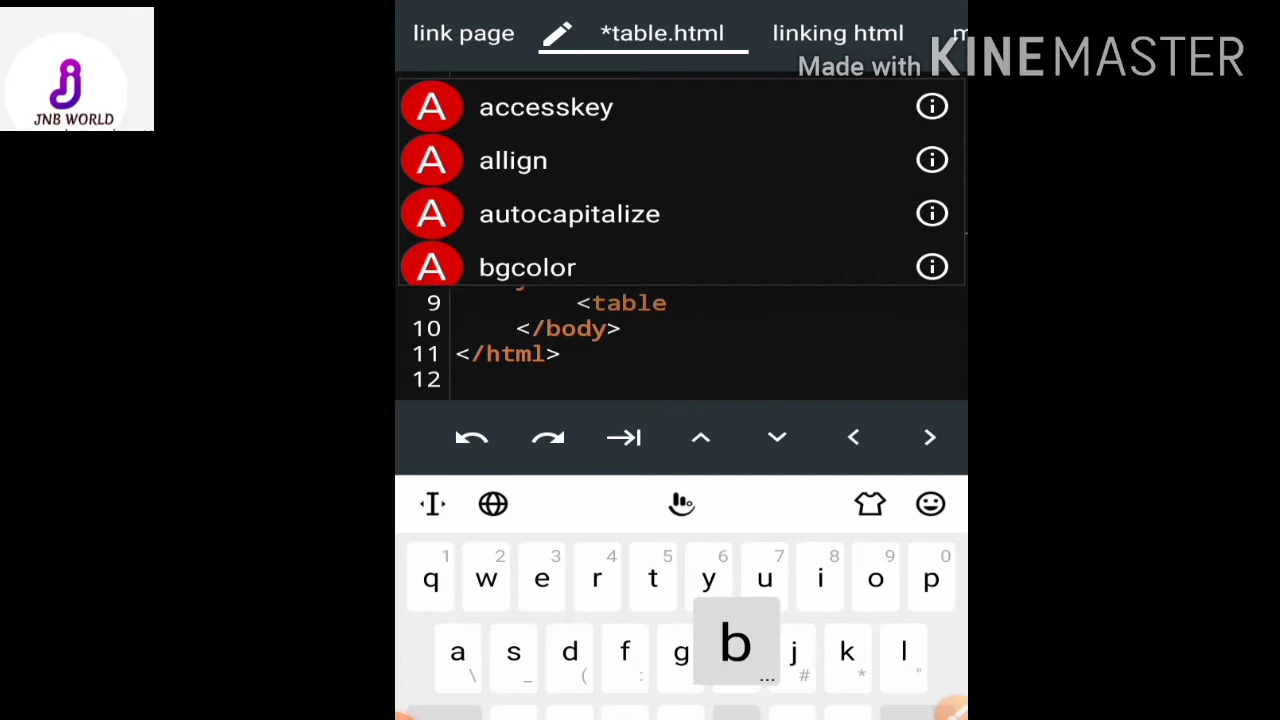 link page *table.html linking html m
Made with KINEMASTER
JNB WORLD
A accesskey
A allign
A autocapitalize
A bgcolor
9 <table
10 </body>
11 </html>
12
1 2 3 4 5 6 7 8 9 0
q w e r t y u i o p
b
a s d f g j k l
\ _ ( : ... # * "